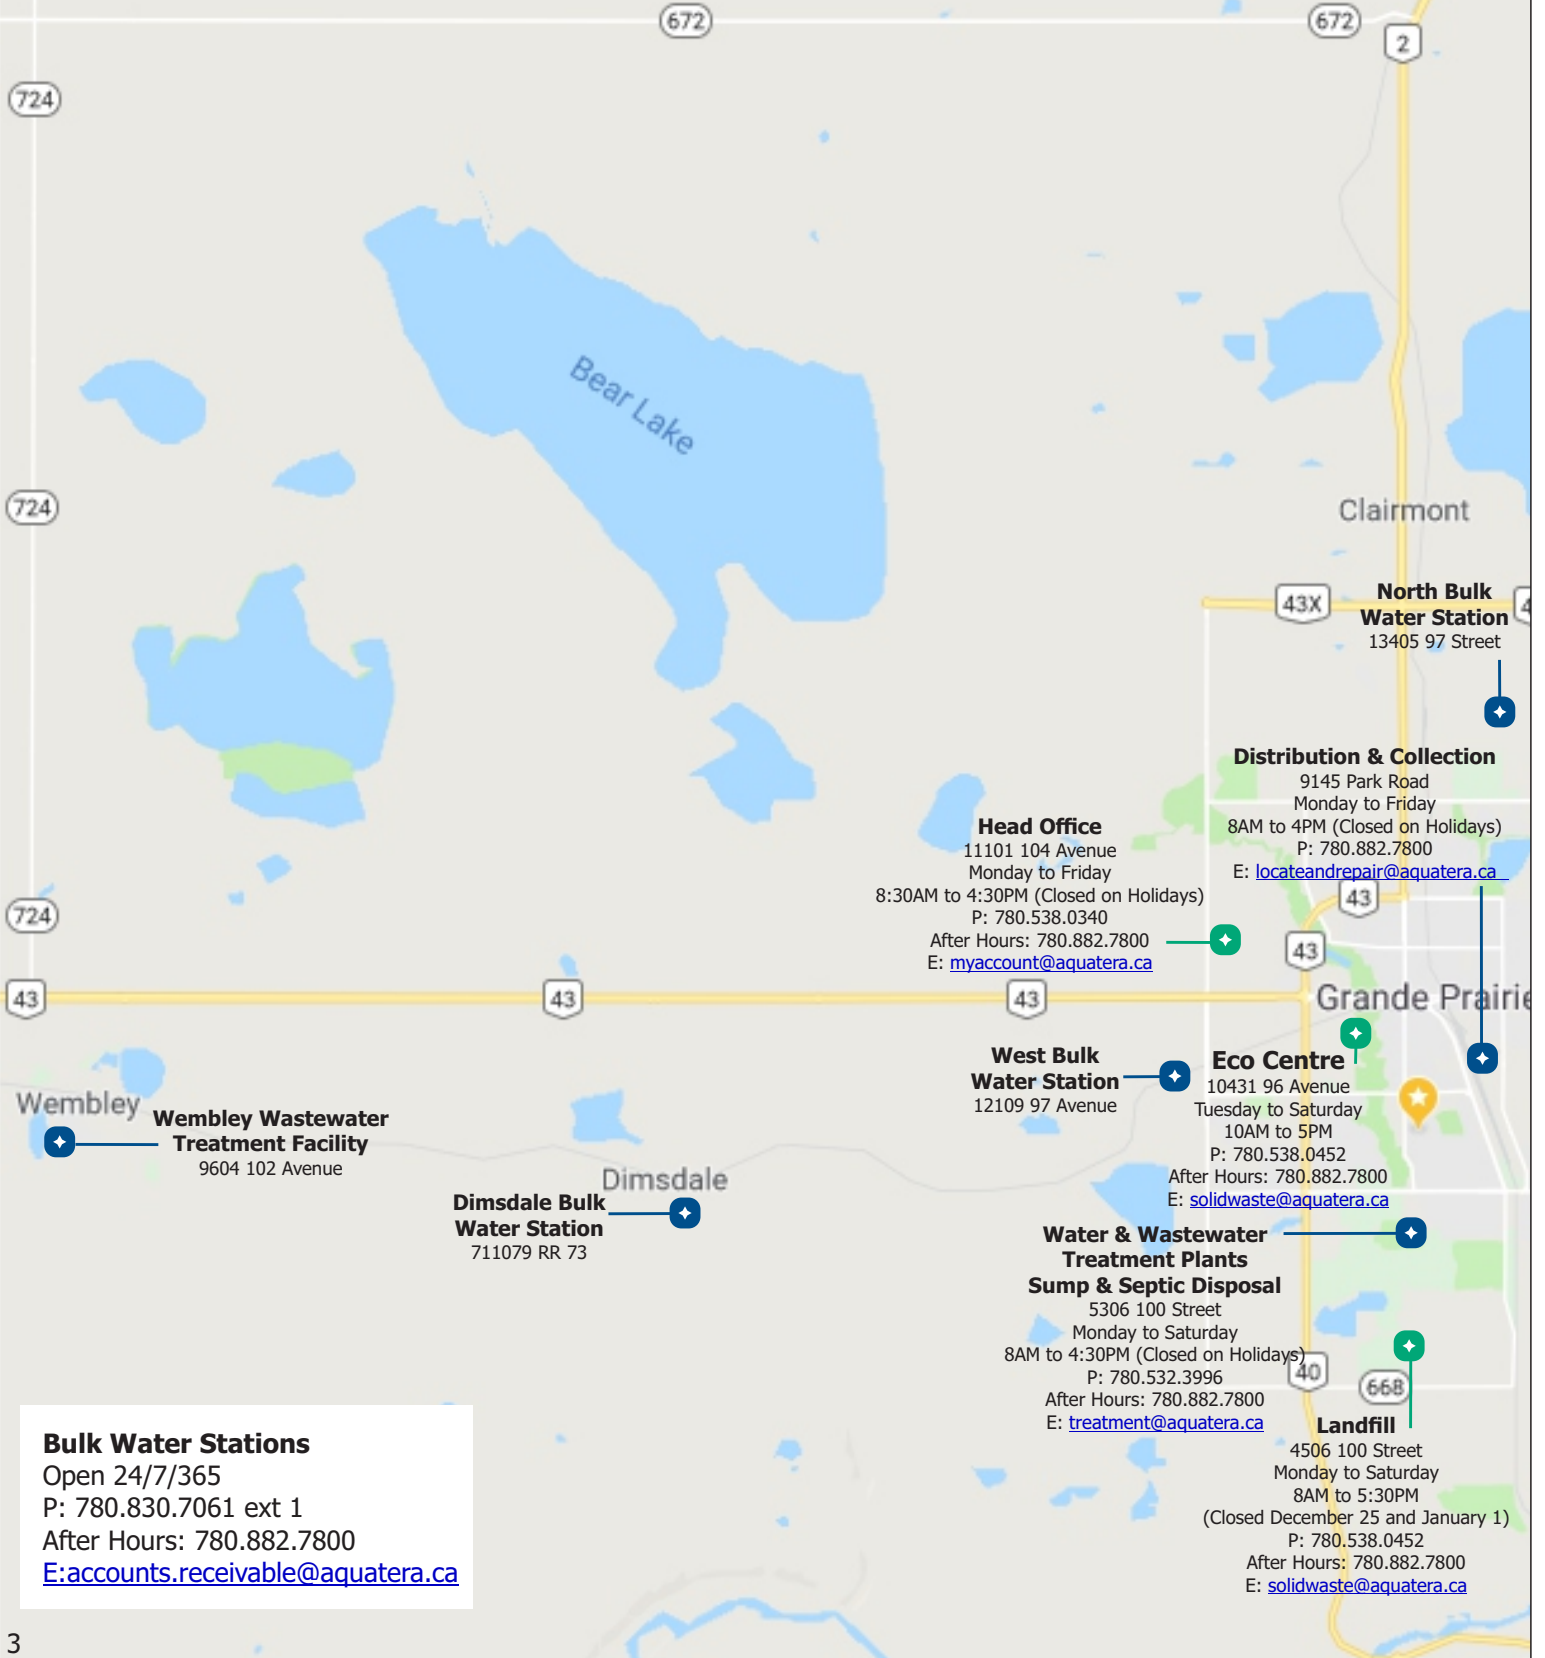 672
672
2
724
Bear Lake
724
Clairmont
43X
4
North Bulk
Water Station
13405 97 Street
Distribution & Collection
9145 Park Road
Monday to Friday
8AM to 4PM (Closed on Holidays)
P: 780.882.7800
E: locateandrepair@aquatera.ca
Head Office
11101 104 Avenue
Monday to Friday
8:30AM to 4:30PM (Closed on Holidays)
P: 780.538.0340
After Hours: 780.882.7800
E: myaccount@aquatera.ca
724
43
43
43
43
43
Grande Prairie
West Bulk
Water Station
12109 97 Avenue
Eco Centre
10431 96 Avenue
Tuesday to Saturday
10AM to 5PM
P: 780.538.0452
After Hours: 780.882.7800
E: solidwaste@aquatera.ca
Wembley
Wembley Wastewater
Treatment Facility
9604 102 Avenue
Dimsdale
Dimsdale Bulk
Water Station
711079 RR 73
Water & Wastewater
Treatment Plants
Sump & Septic Disposal
5306 100 Street
Monday to Saturday
8AM to 4:30PM (Closed on Holidays)
P: 780.532.3996
After Hours: 780.882.7800
E: treatment@aquatera.ca
40
668
Landfill
4506 100 Street
Monday to Saturday
8AM to 5:30PM
(Closed December 25 and January 1)
P: 780.538.0452
After Hours: 780.882.7800
E: solidwaste@aquatera.ca
Bulk Water Stations
Open 24/7/365
P: 780.830.7061 ext 1
After Hours: 780.882.7800
E:accounts.receivable@aquatera.ca
3